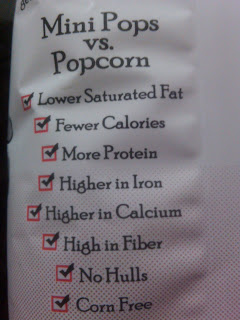 Mini Pops
vs.
Popcorn
Lower Saturated Fat
Fewer Calories
More Protein
Higher in Iron
Higher in Calcium
High in Fiber
No Hulls
Corn Free